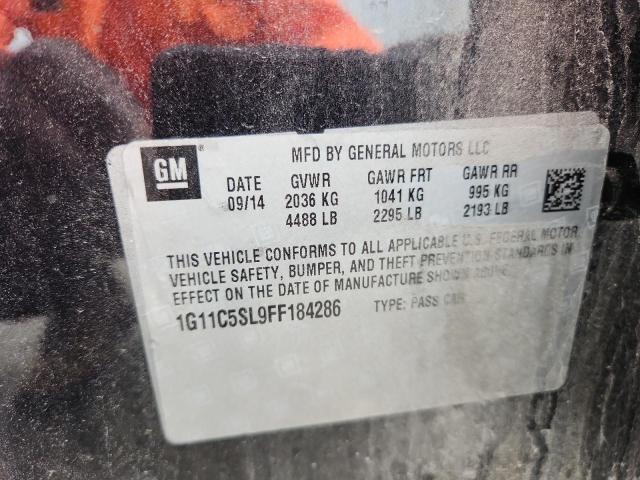 GM ® MFD BY GENERAL MOTORS LLC
DATE GVWR GAWR FRT GAWR RR
09/14 2036 KG 1041 KG 995 KG
4488 LB 2295 LB 2193 LB
THIS VEHICLE CONFORMS TO ALL APPLICABLE U.S. FEDERAL MOTOR
VEHICLE SAFETY, BUMPER, AND THEFT PREVENTION STANDARDS IN
EFFECT ON THE DATE OF MANUFACTURE SHOWN ABOVE.
1G11C5SL9FF184286 TYPE: PASS CAR